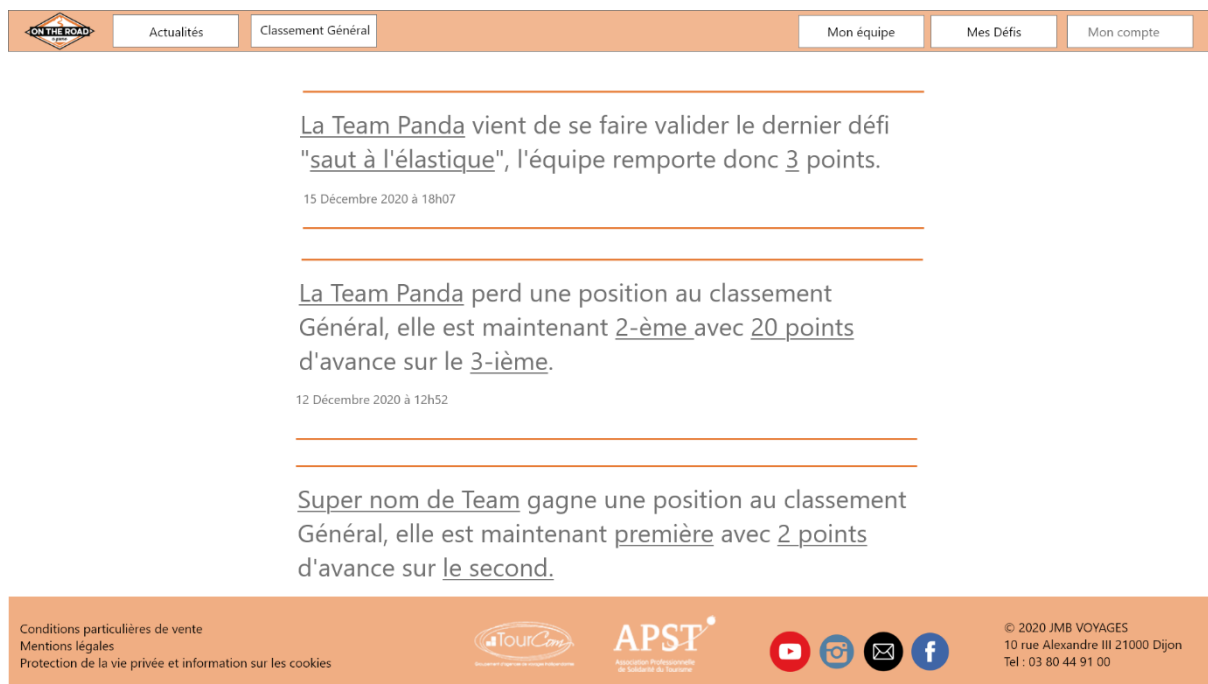 ON THE ROAD
a game
Actualités
Classement Général
Mon équipe
Mes Défis
Mon compte
La Team Panda vient de se faire valider le dernier défi
"saut à l'élastique", l'équipe remporte donc 3 points.
15 Décembre 2020 à 18h07
La Team Panda perd une position au classement
Général, elle est maintenant 2-ème avec 20 points
d'avance sur le 3-ième.
12 Décembre 2020 à 12h52
Super nom de Team gagne une position au classement
Général, elle est maintenant première avec 2 points
d'avance sur le second.
Conditions particulières de vente
Mentions légales
Protection de la vie privée et information sur les cookies
TourCom
Groupement d'agences de voyages indépendantes
APST
Association Professionnelle
de Solidarité du Tourisme
© 2020 JMB VOYAGES
10 rue Alexandre III 21000 Dijon
Tel : 03 80 44 91 00